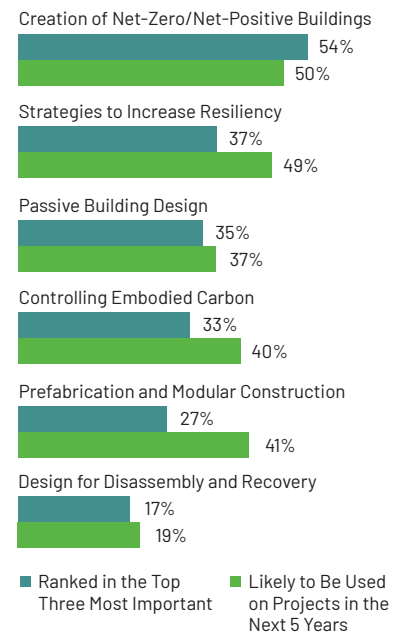 Creation of Net-Zero/Net-Positive Buildings
54%
50%
Strategies to Increase Resiliency
37%
49%
Passive Building Design
35%
37%
Controlling Embodied Carbon
33%
40%
Prefabrication and Modular Construction
27%
41%
Design for Disassembly and Recovery
17%
19%
Ranked in the Top
Three Most Important
Likely to Be Used
on Projects in the
Next 5 Years